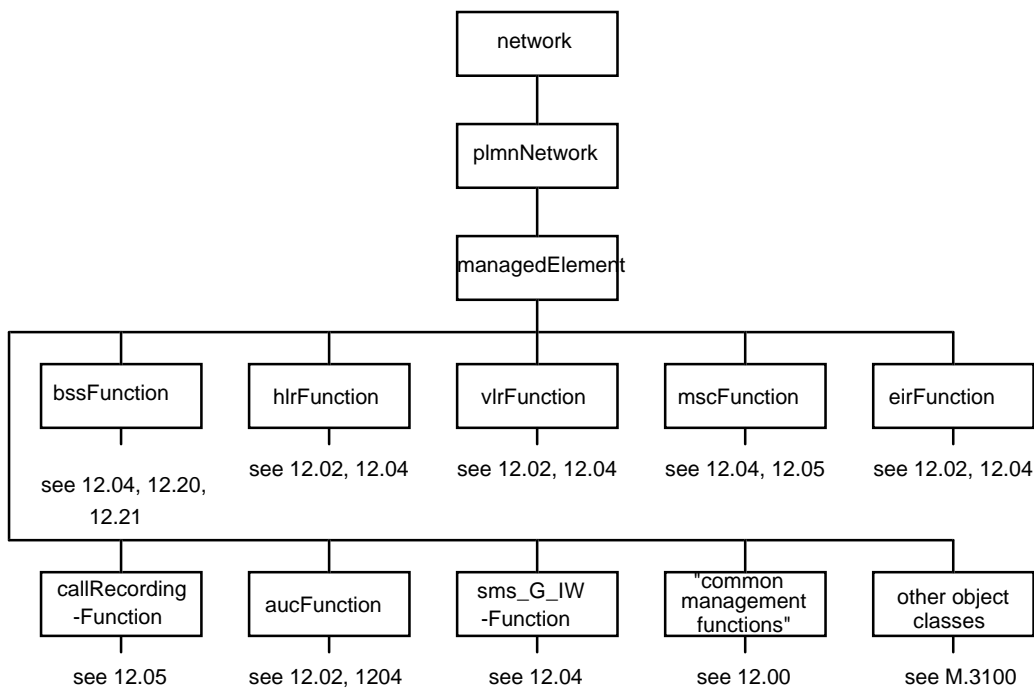 network
plmnNetwork
managedElement
bssFunction
hlrFunction
vlrFunction
mscFunction
eirFunction
see 12.04, 12.20,
12.21
see 12.02, 12.04
see 12.02, 12.04
see 12.04, 12.05
see 12.02, 12.04
callRecording
-Function
aucFunction
sms_G_IW
-Function
"common
management
functions"
other object
classes
see 12.05
see 12.02, 1204
see 12.04
see 12.00
see M.3100